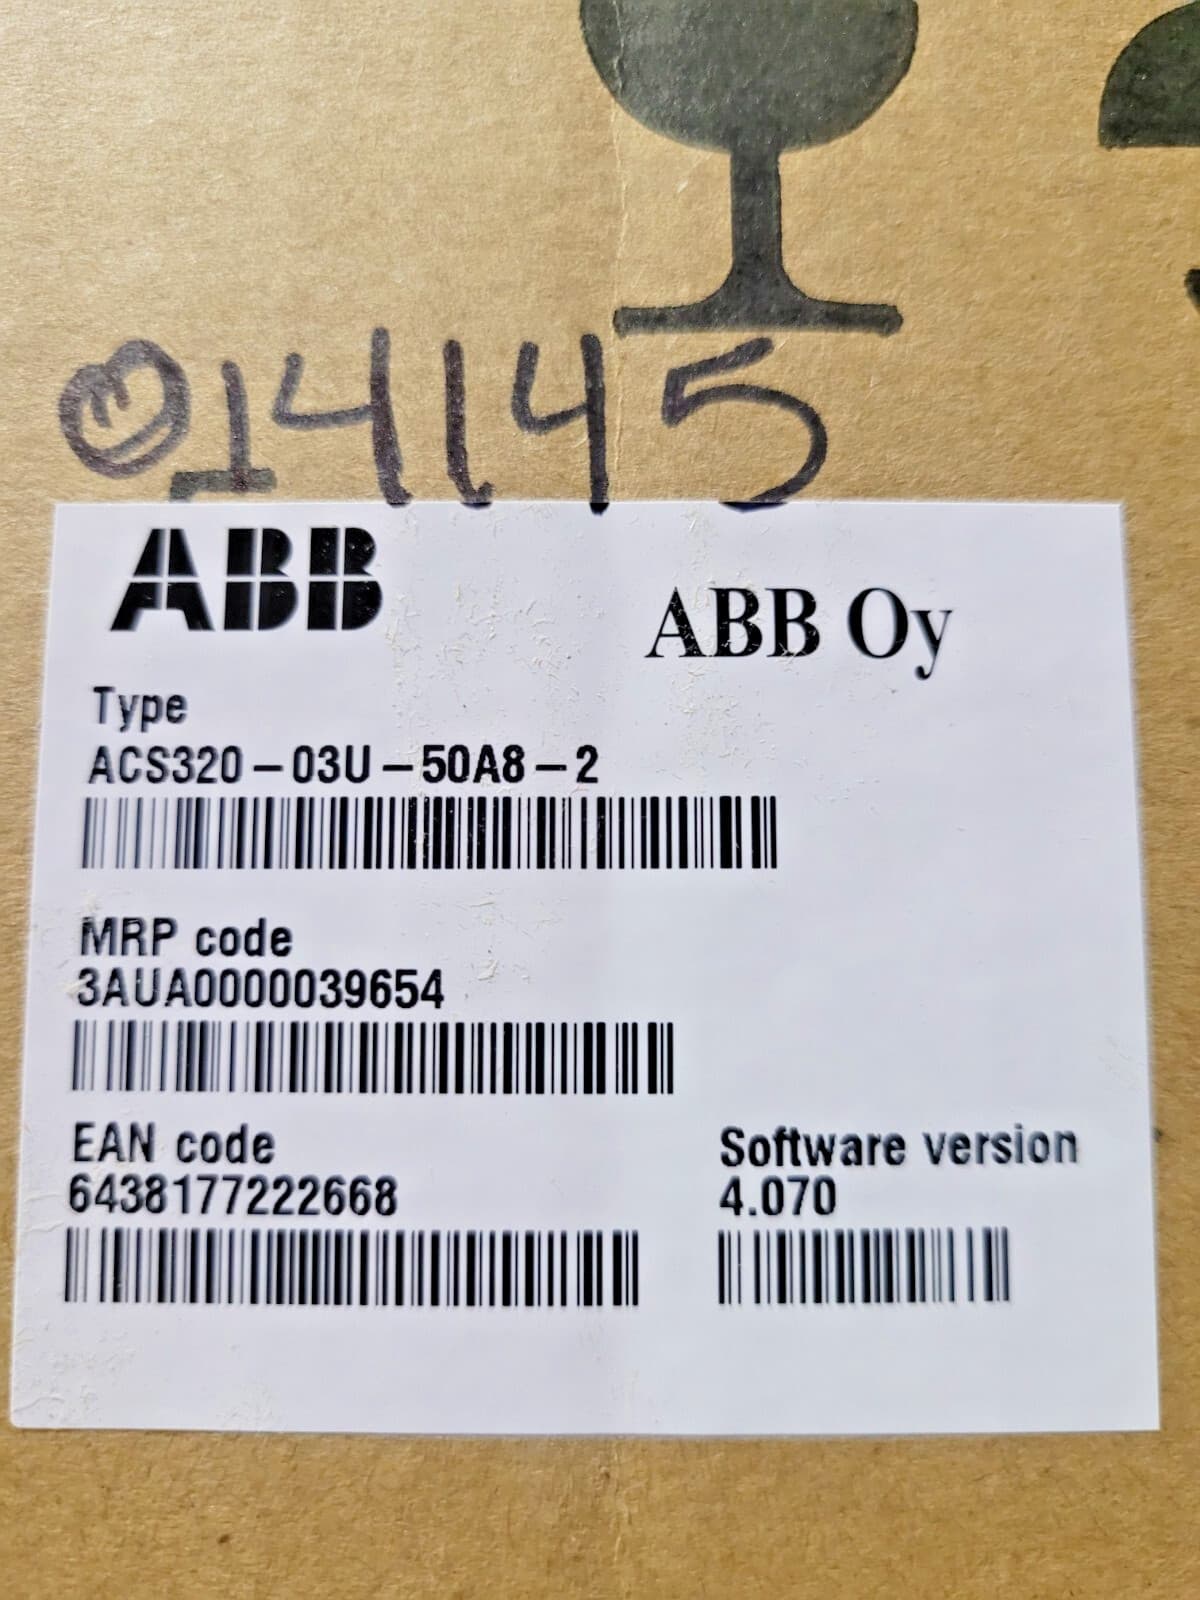 014145
ABB
ABB Oy
Type
ACS320-03U-50A8-2
MRP code
3AUA0000039654
EAN code
6438177222668
Software version
4.070